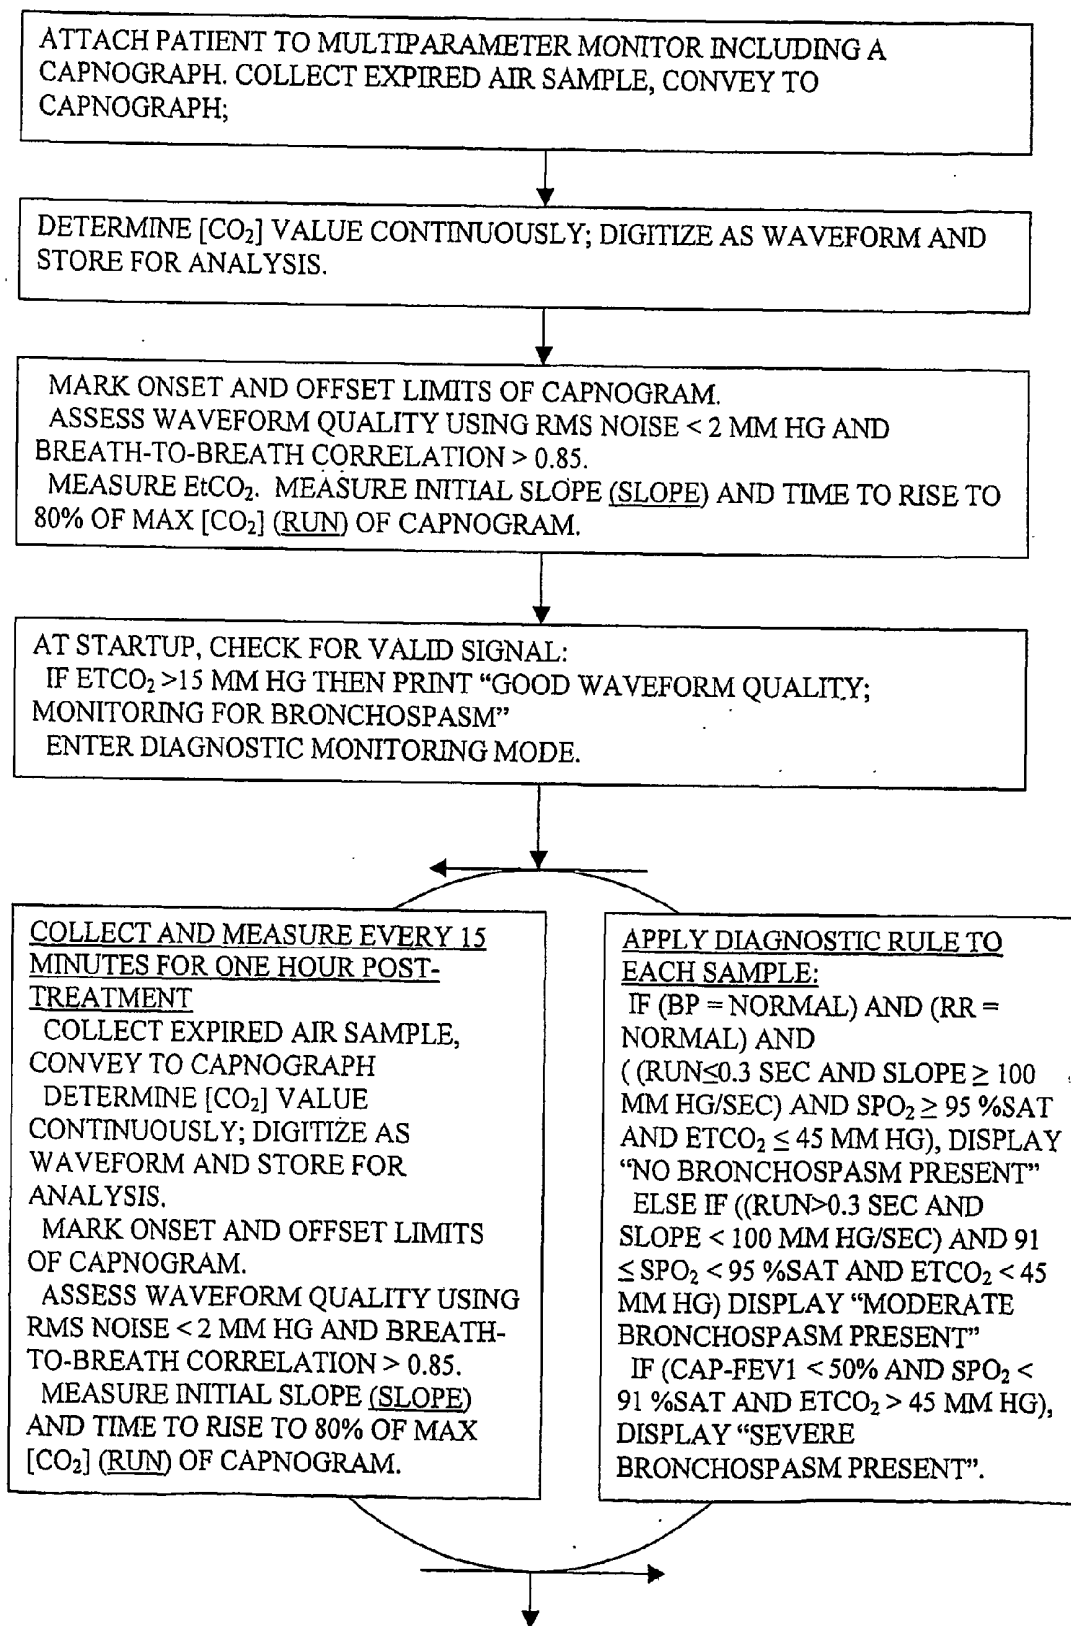 ATTACH PATIENT TO MULTIPARAMETER MONITOR INCLUDING A
CAPNOGRAPH. COLLECT EXPIRED AIR SAMPLE, CONVEY TO
CAPNOGRAPH;
DETERMINE [CO₂] VALUE CONTINUOUSLY; DIGITIZE AS WAVEFORM AND
STORE FOR ANALYSIS.
MARK ONSET AND OFFSET LIMITS OF CAPNOGRAM.
ASSESS WAVEFORM QUALITY USING RMS NOISE < 2 MM HG AND
BREATH-TO-BREATH CORRELATION > 0.85.
MEASURE EtCO₂. MEASURE INITIAL SLOPE (SLOPE) AND TIME TO RISE TO
80% OF MAX [CO₂] (RUN) OF CAPNOGRAM.
AT STARTUP, CHECK FOR VALID SIGNAL:
IF ETCO₂ >15 MM HG THEN PRINT “GOOD WAVEFORM QUALITY;
MONITORING FOR BRONCHOSPASM”
ENTER DIAGNOSTIC MONITORING MODE.
COLLECT AND MEASURE EVERY 15
MINUTES FOR ONE HOUR POST-
TREATMENT
COLLECT EXPIRED AIR SAMPLE,
CONVEY TO CAPNOGRAPH
DETERMINE [CO₂] VALUE
CONTINUOUSLY; DIGITIZE AS
WAVEFORM AND STORE FOR
ANALYSIS.
MARK ONSET AND OFFSET LIMITS
OF CAPNOGRAM.
ASSESS WAVEFORM QUALITY USING
RMS NOISE < 2 MM HG AND BREATH-
TO-BREATH CORRELATION > 0.85.
MEASURE INITIAL SLOPE (SLOPE)
AND TIME TO RISE TO 80% OF MAX
[CO₂] (RUN) OF CAPNOGRAM.
APPLY DIAGNOSTIC RULE TO
EACH SAMPLE:
IF (BP = NORMAL) AND (RR =
NORMAL) AND
( (RUN≤0.3 SEC AND SLOPE ≥ 100
MM HG/SEC) AND SPO₂ ≥ 95 %SAT
AND ETCO₂ ≤ 45 MM HG), DISPLAY
“NO BRONCHOSPASM PRESENT”
ELSE IF ((RUN>0.3 SEC AND
SLOPE < 100 MM HG/SEC) AND 91
≤ SPO₂ < 95 %SAT AND ETCO₂ < 45
MM HG) DISPLAY “MODERATE
BRONCHOSPASM PRESENT”
IF (CAP-FEV1 < 50% AND SPO₂ <
91 %SAT AND ETCO₂ > 45 MM HG),
DISPLAY “SEVERE
BRONCHOSPASM PRESENT”.